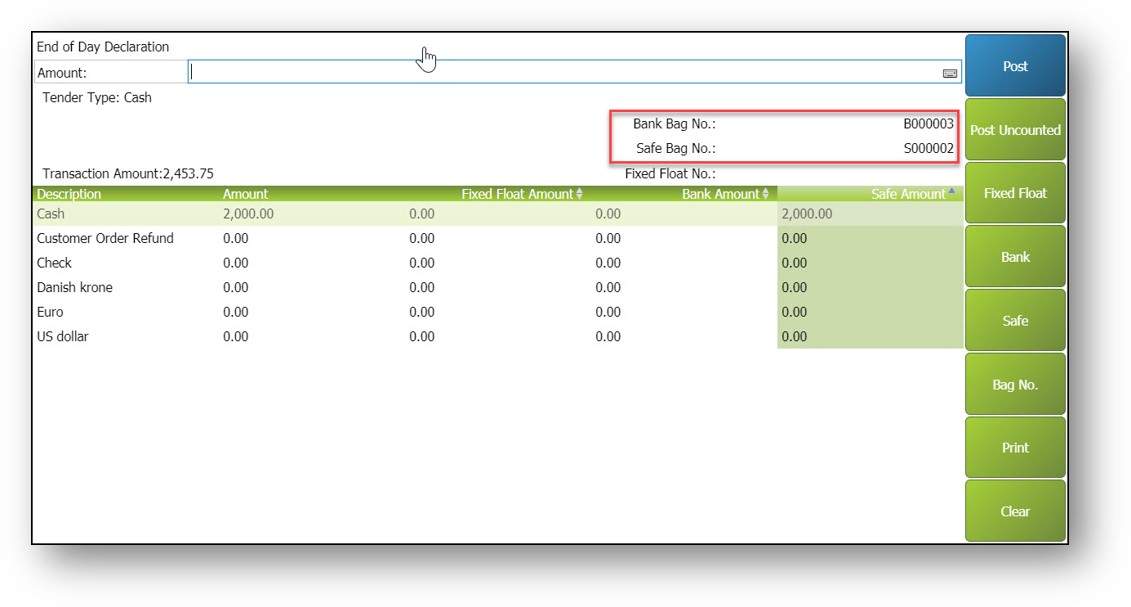 End of Day Declaration
Post
Amount:
Tender Type: Cash
Bank Bag No.: B000003
Post Uncounted
Safe Bag No.: S000002
Transaction Amount:2,453.75 Fixed Float No.:
Description Amount Fixed Float Amount Bank Amount Safe Amount
Fixed Float
Cash 2,000.00 0.00 0.00 2,000.00
Customer Order Refund 0.00 0.00 0.00 0.00
Bank
Check 0.00 0.00 0.00 0.00
Danish krone 0.00 0.00 0.00 0.00
Euro 0.00 0.00 0.00 0.00
Safe
US dollar 0.00 0.00 0.00 0.00
Bag No.
Print
Clear